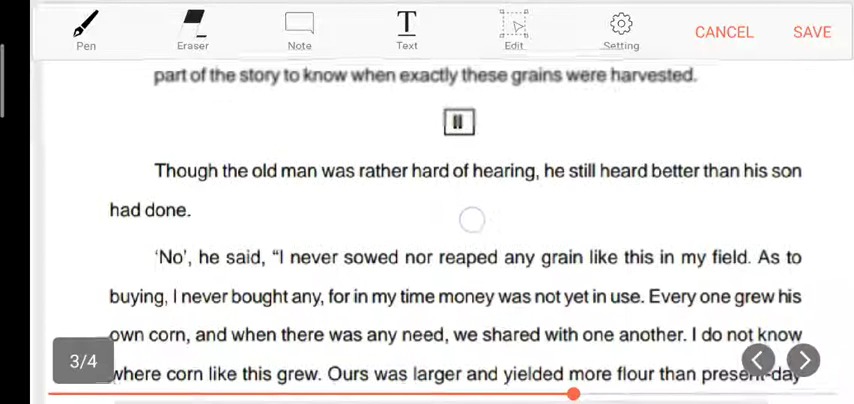 Pen
Eraser
Note
Text
Edit
Setting
CANCEL
SAVE
part of the story to know when exactly these grains were harvested.
II
Though the old man was rather hard of hearing, he still heard better than his son
had done.
'No', he said, "I never sowed nor reaped any grain like this in my field. As to
buying, I never bought any, for in my time money was not yet in use. Every one grew his
own corn, and when there was any need, we shared with one another. I do not know
3/4
where corn like this grew. Ours was larger and yielded more flour than present-day